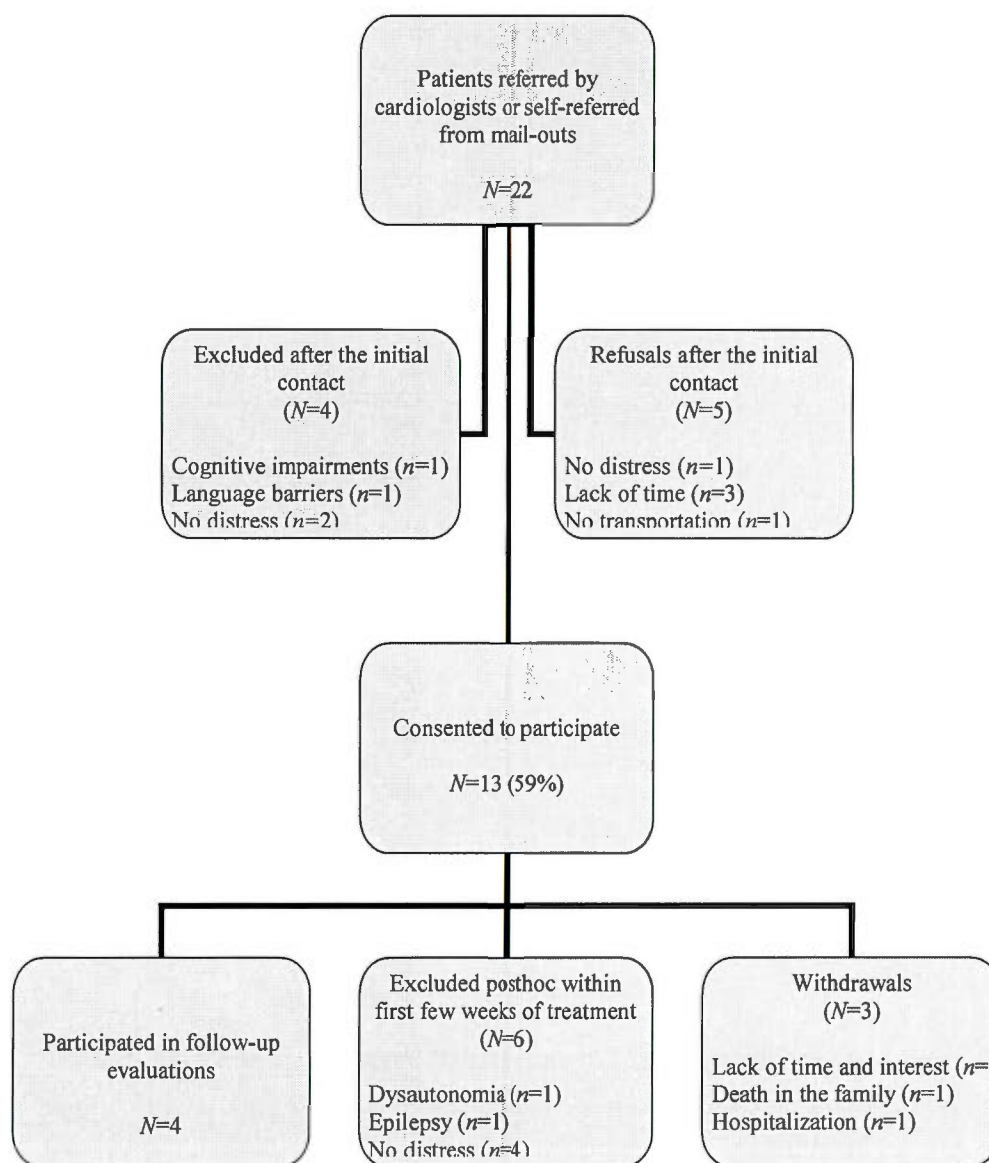 Patients referred by
cardiologists or self-referred
from mail-outs
N=22
Excluded after the initial
contact
(N=4)
Cognitive impairments (n=1)
Language barriers (n=1)
No distress (n=2)
Refusals after the initial
contact
(N=5)
No distress (n=1)
Lack of time (n=3)
No transportation (n=1)
Consented to participate
N=13 (59%)
Participated in follow-up
evaluations
N=4
Excluded posthoc within
first few weeks of treatment
(N=6)
Dysautonomia (n=1)
Epilepsy (n=1)
No distress (n=4)
Withdrawals
(N=3)
Lack of time and interest (n=
Death in the family (n=1)
Hospitalization (n=1)